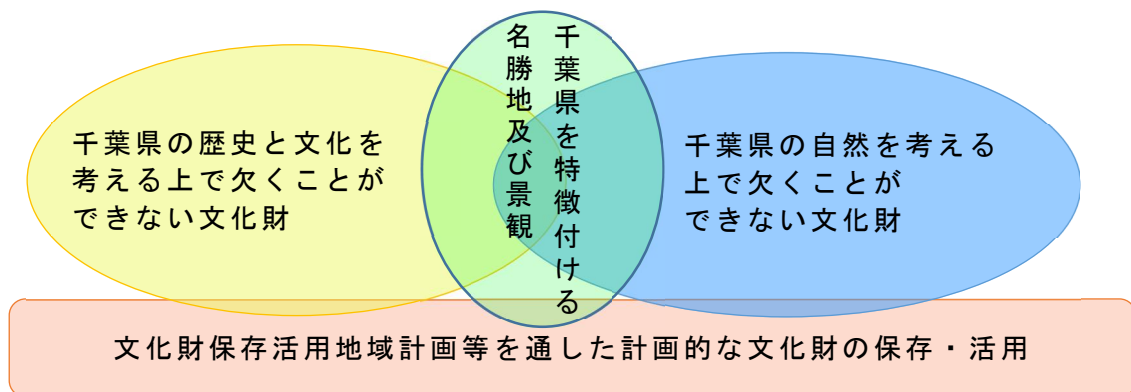 千葉県の歴史と文化を
考える上で欠くことが
できない文化財
千葉県を特徴付ける
名勝地及び景観
千葉県の自然を考える
上で欠くことが
できない文化財
文化財保存活用地域計画等を通した計画的な文化財の保存・活用